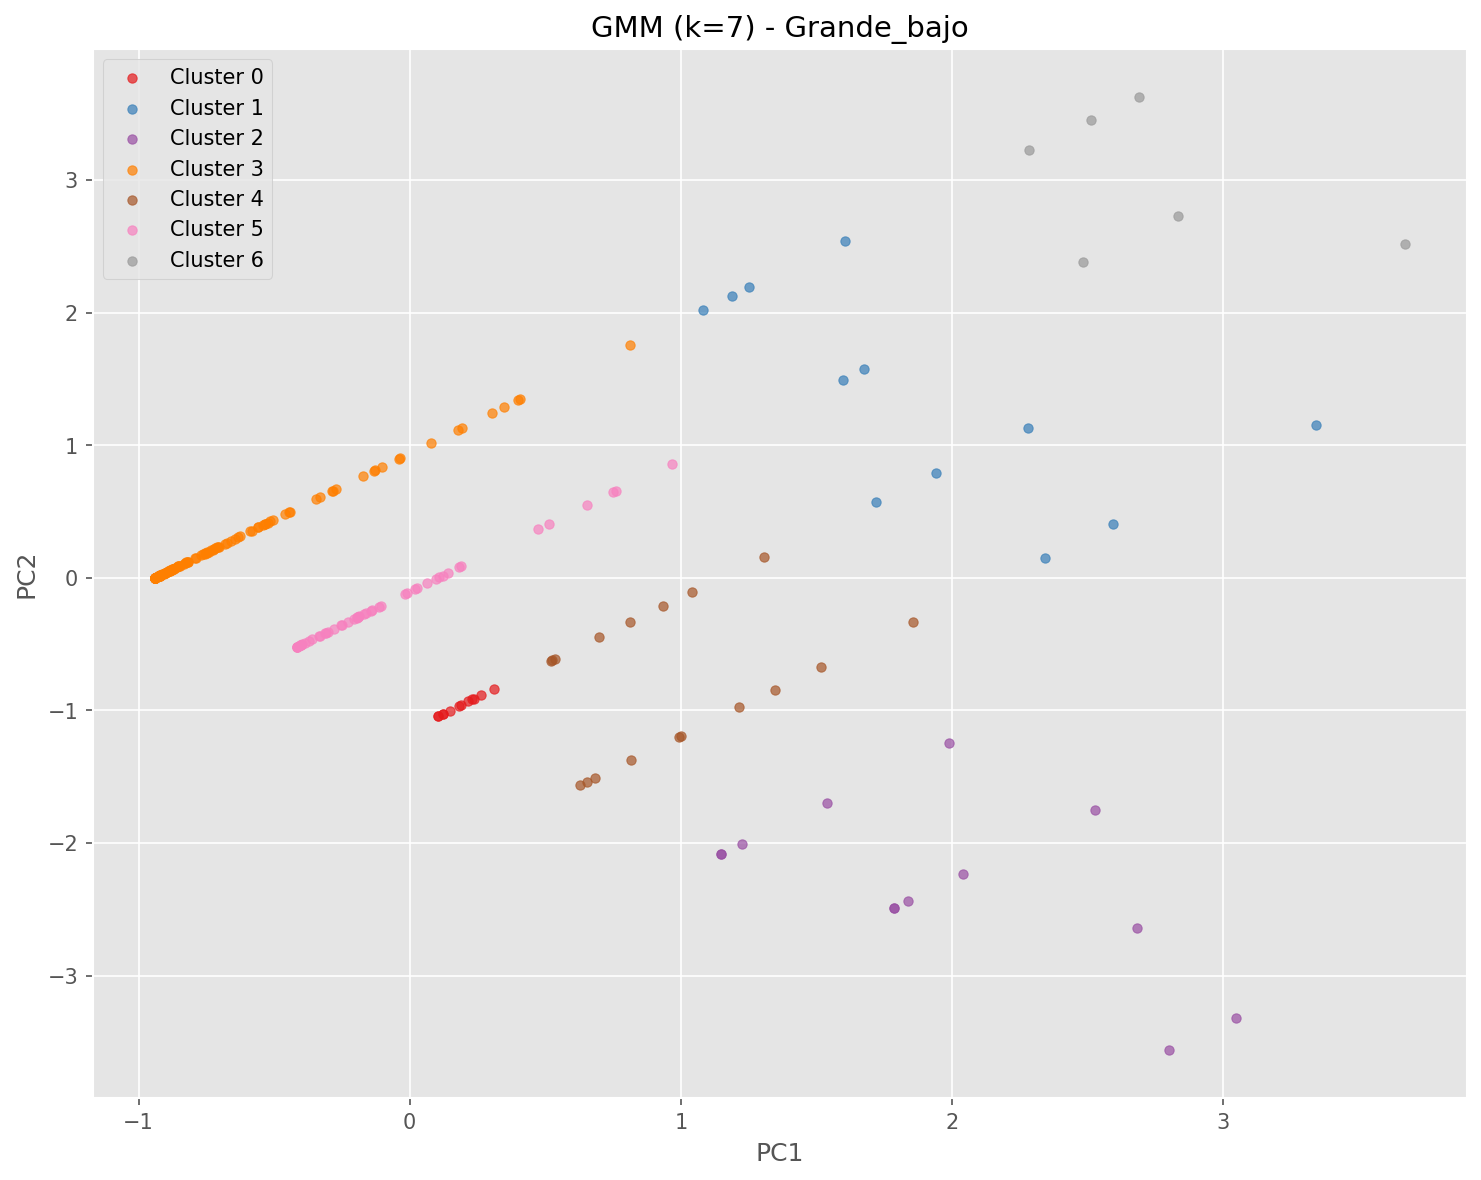 GMM (k=7) - Grande_bajo
Cluster 0
Cluster 1
Cluster 2
Cluster 3
Cluster 4
Cluster 5
Cluster 6
3
2
1
0
−1
−2
−3
PC2
−1 0 1 2 3
PC1